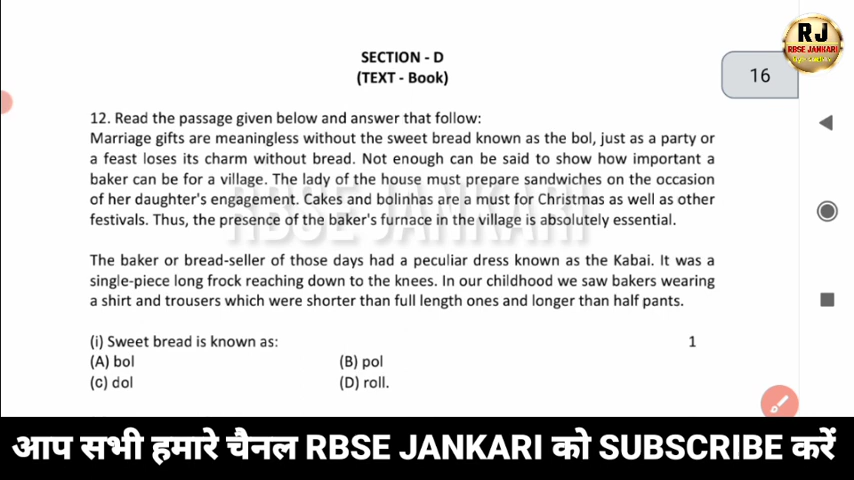 RJ
RBSE JANKARI
SECTION - D
(TEXT - Book)
16
12. Read the passage given below and answer that follow:
Marriage gifts are meaningless without the sweet bread known as the bol, just as a party or
a feast loses its charm without bread. Not enough can be said to show how important a
baker can be for a village. The lady of the house must prepare sandwiches on the occasion
of her daughter's engagement. Cakes and bolinhas are a must for Christmas as well as other
festivals. Thus, the presence of the baker's furnace in the village is absolutely essential.
RBSE JANKARI
The baker or bread-seller of those days had a peculiar dress known as the Kabai. It was a
single-piece long frock reaching down to the knees. In our childhood we saw bakers wearing
a shirt and trousers which were shorter than full length ones and longer than half pants.
(i) Sweet bread is known as: 1
(A) bol (B) pol
(c) dol (D) roll.
आप सभी हमारे चैनल RBSE JANKARI को SUBSCRIBE करें